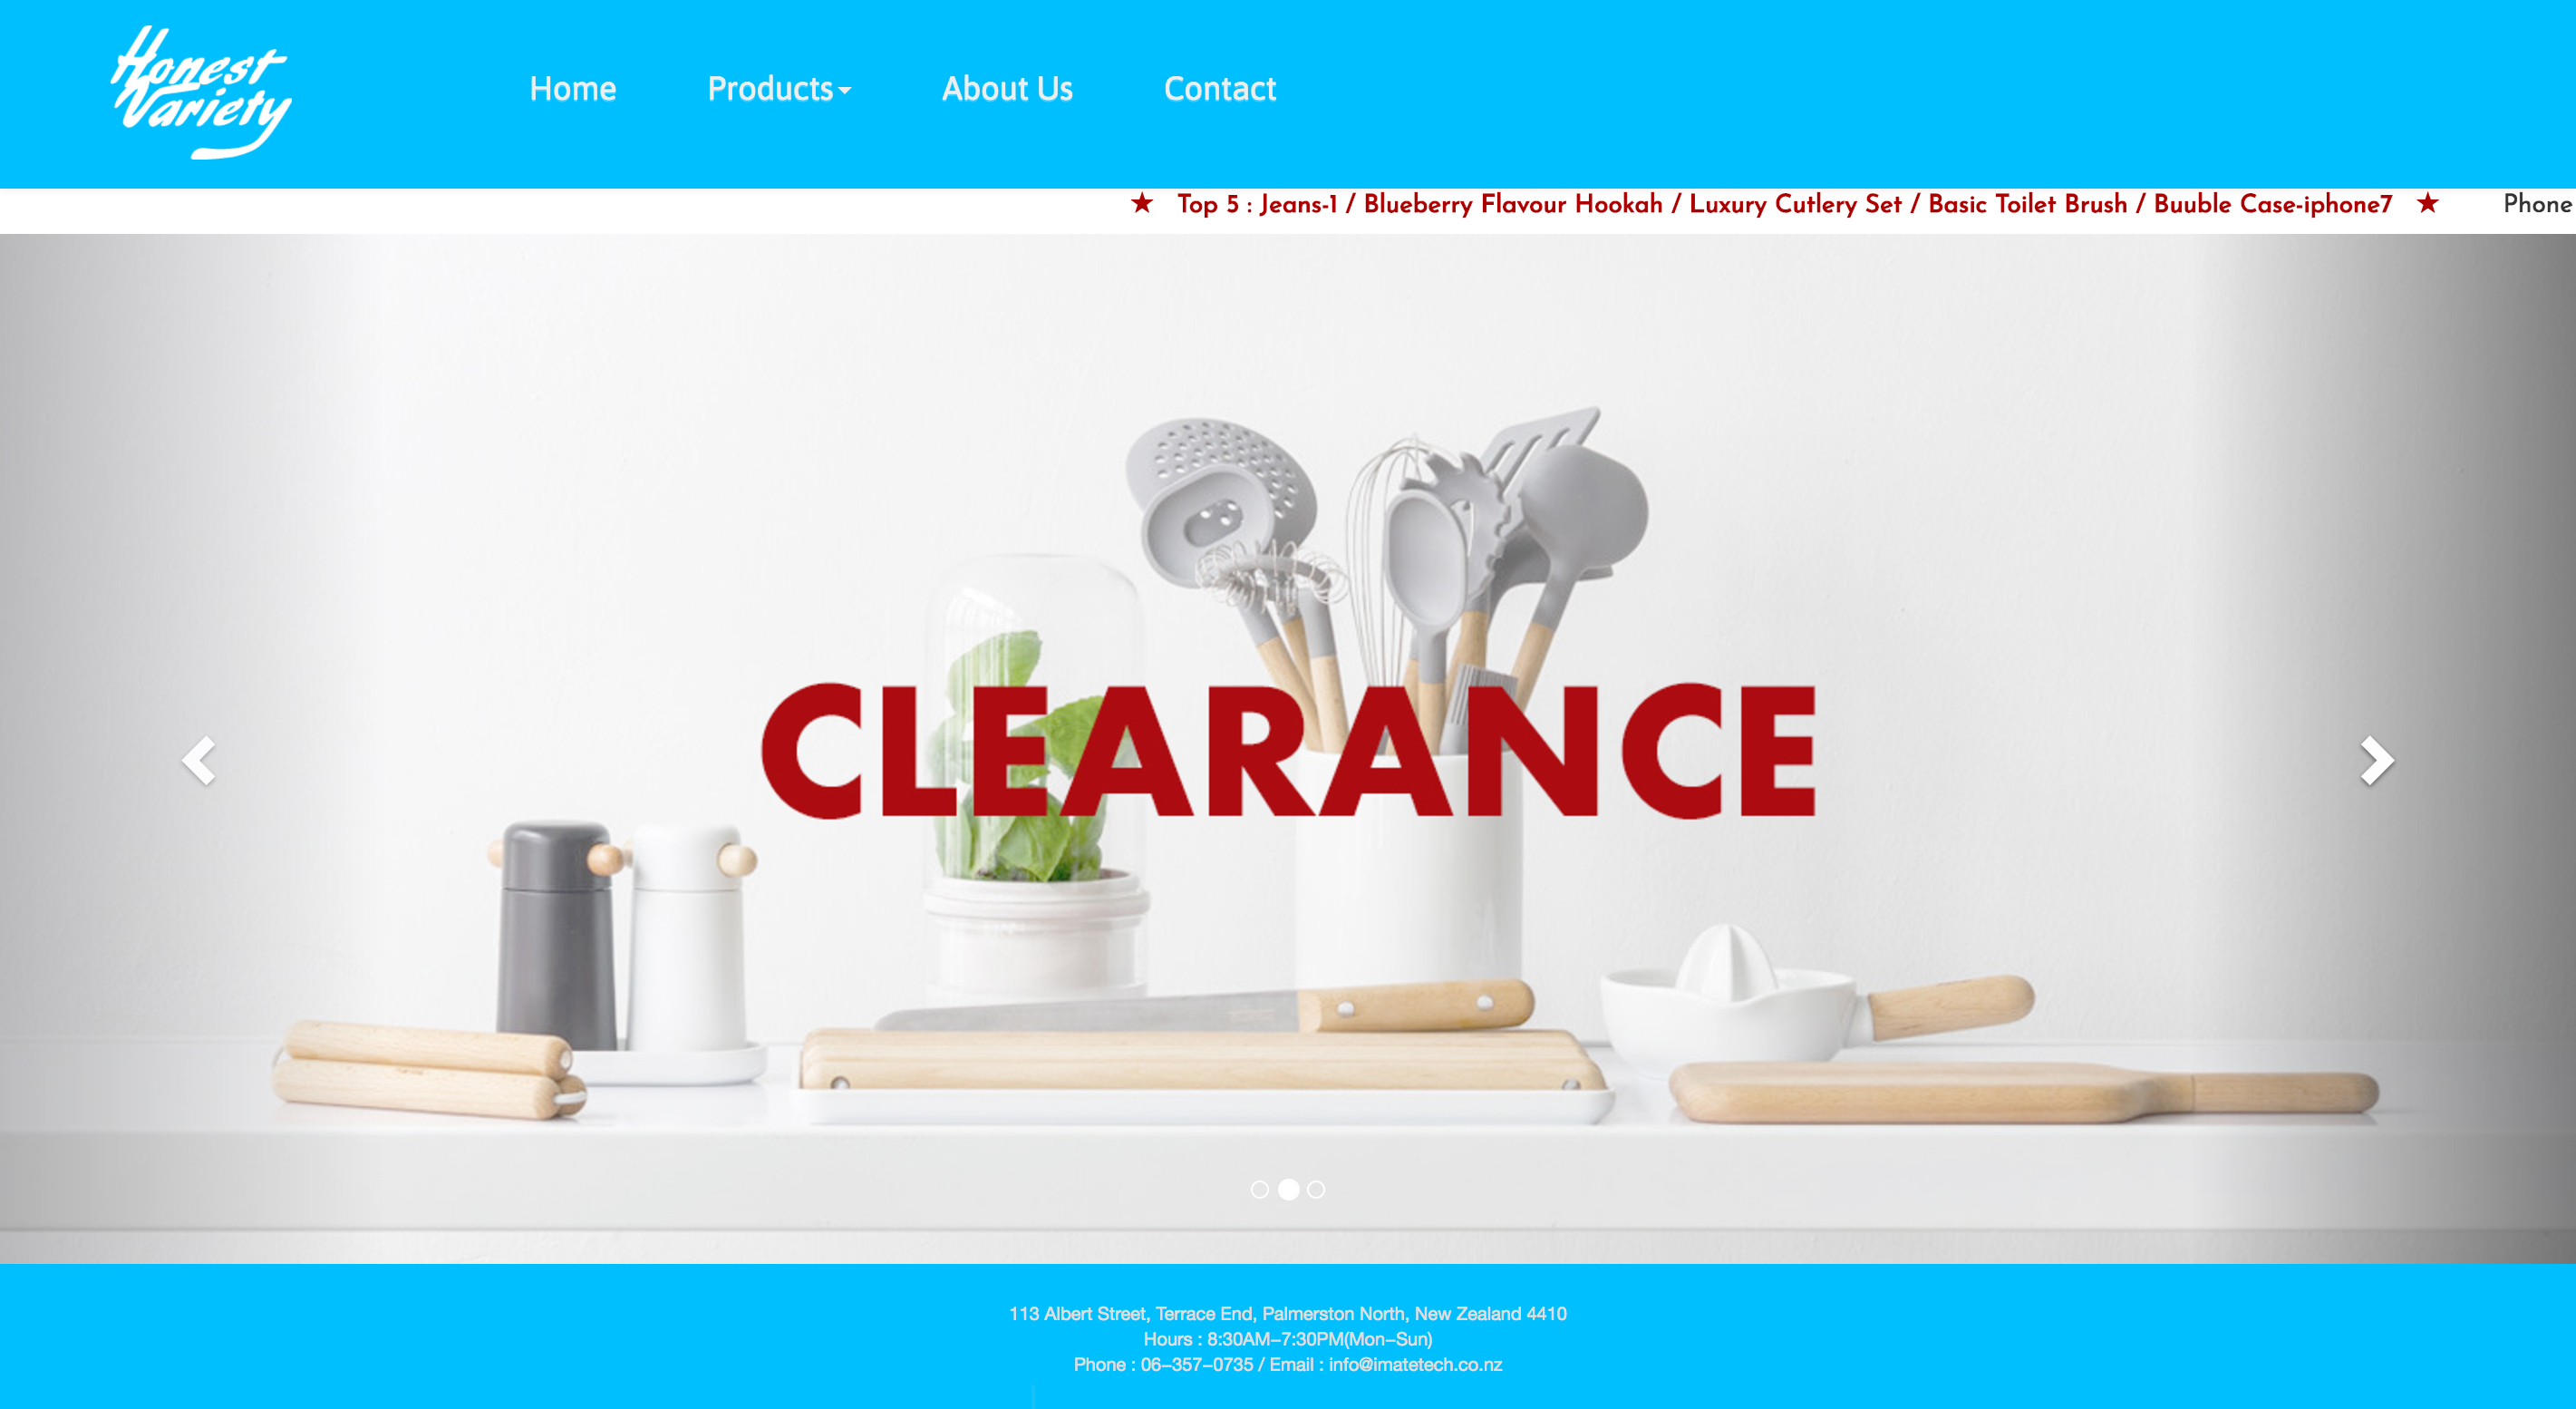 Honest
Variety
Home Products About Us Contact
★ Top 5 : Jeans-1 / Blueberry Flavour Hookah / Luxury Cutlery Set / Basic Toilet Brush / Buuble Case-iphone7 ★ Phone
CLEARANCE
113 Albert Street, Terrace End, Palmerston North, New Zealand 4410
Hours : 8:30AM–7:30PM(Mon–Sun)
Phone : 06–357–0735 / Email : info@imatetech.co.nz